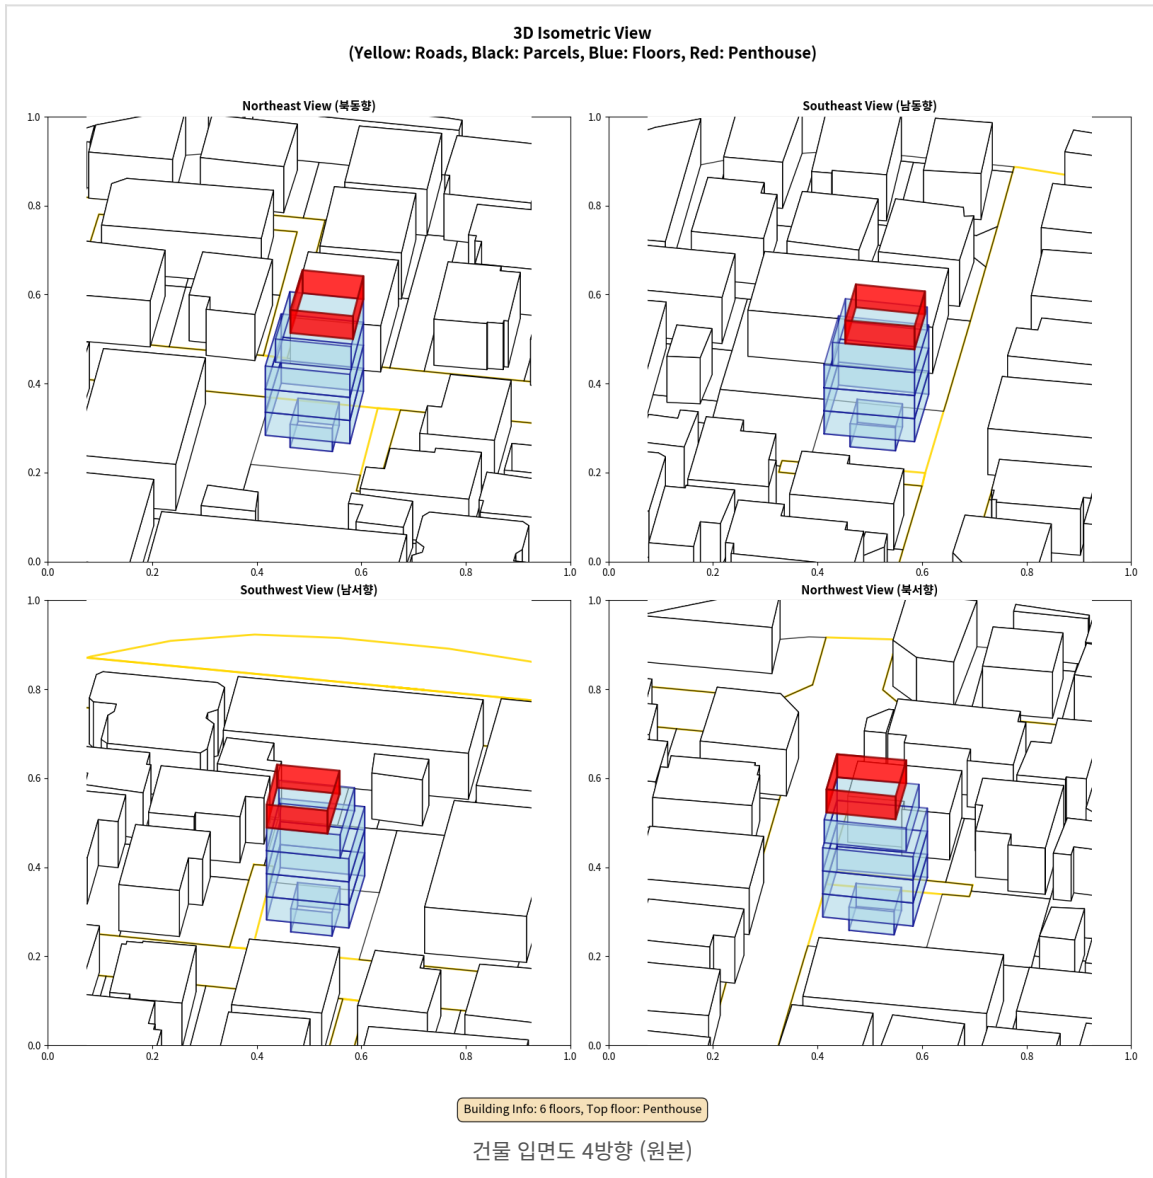 3D Isometric View
(Yellow: Roads, Black: Parcels, Blue: Floors, Red: Penthouse)
Northeast View (북동향)
1.0
0.8
0.6
0.4
0.2
0.0
0.0 0.2 0.4 0.6 0.8 1.0
Southeast View (남동향)
1.0
0.8
0.6
0.4
0.2
0.0
0.0 0.2 0.4 0.6 0.8 1.0
Southwest View (남서향)
1.0
0.8
0.6
0.4
0.2
0.0
0.0 0.2 0.4 0.6 0.8 1.0
Northwest View (북서향)
1.0
0.8
0.6
0.4
0.2
0.0
0.0 0.2 0.4 0.6 0.8 1.0
Building Info: 6 floors, Top floor: Penthouse
건물 입면도 4방향 (원본)